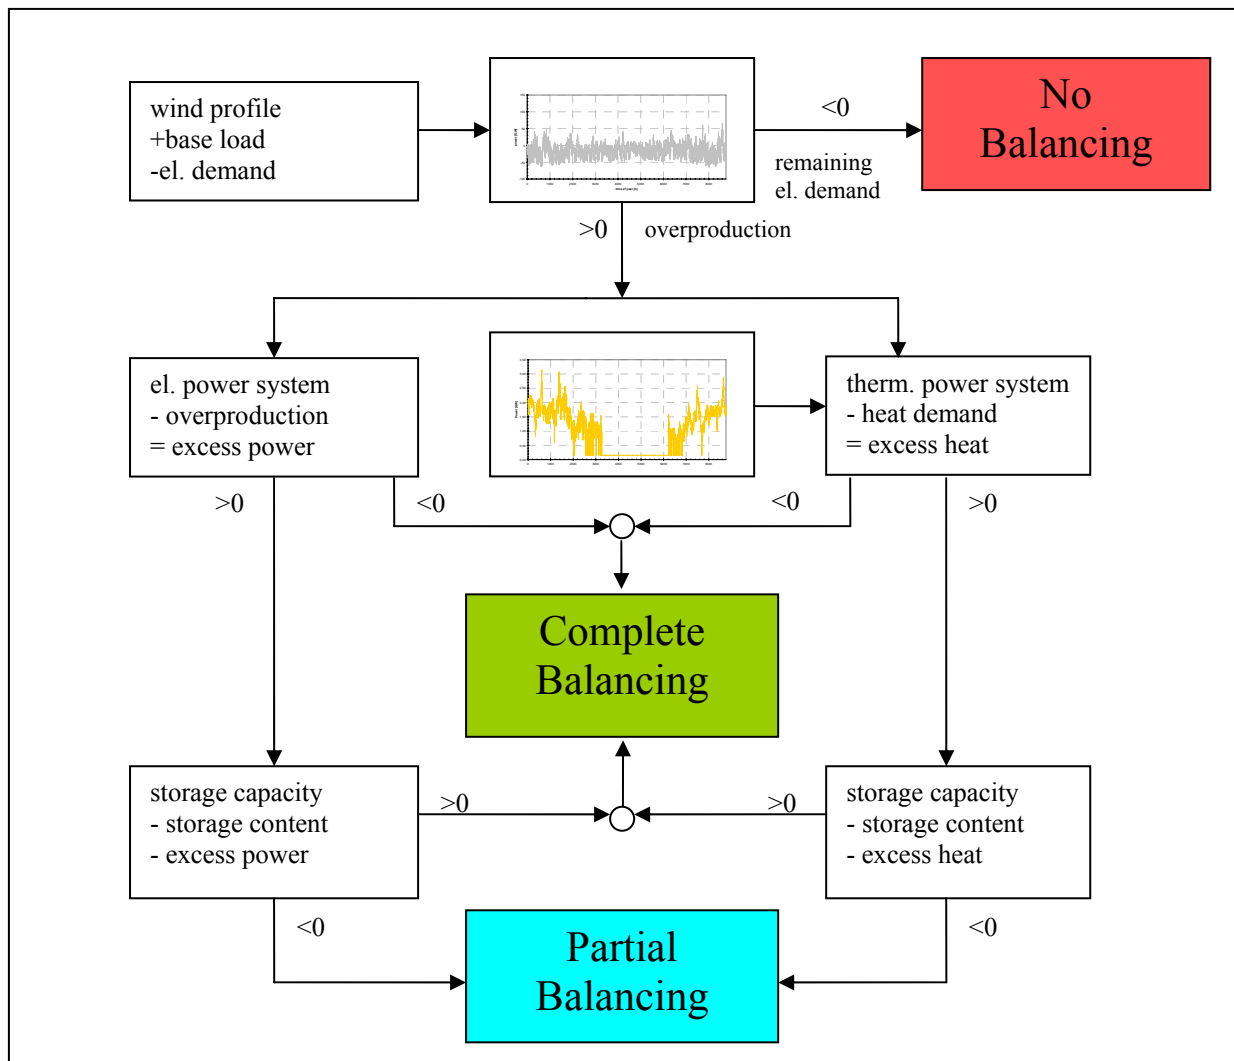 wind profile
+base load
-el. demand
<0
remaining
el. demand
No
Balancing
>0
overproduction
el. power system
- overproduction
= excess power
therm. power system
- heat demand
= excess heat
>0
<0
<0
>0
Complete
Balancing
storage capacity
- storage content
- excess power
>0
>0
storage capacity
- storage content
- excess heat
<0
<0
Partial
Balancing